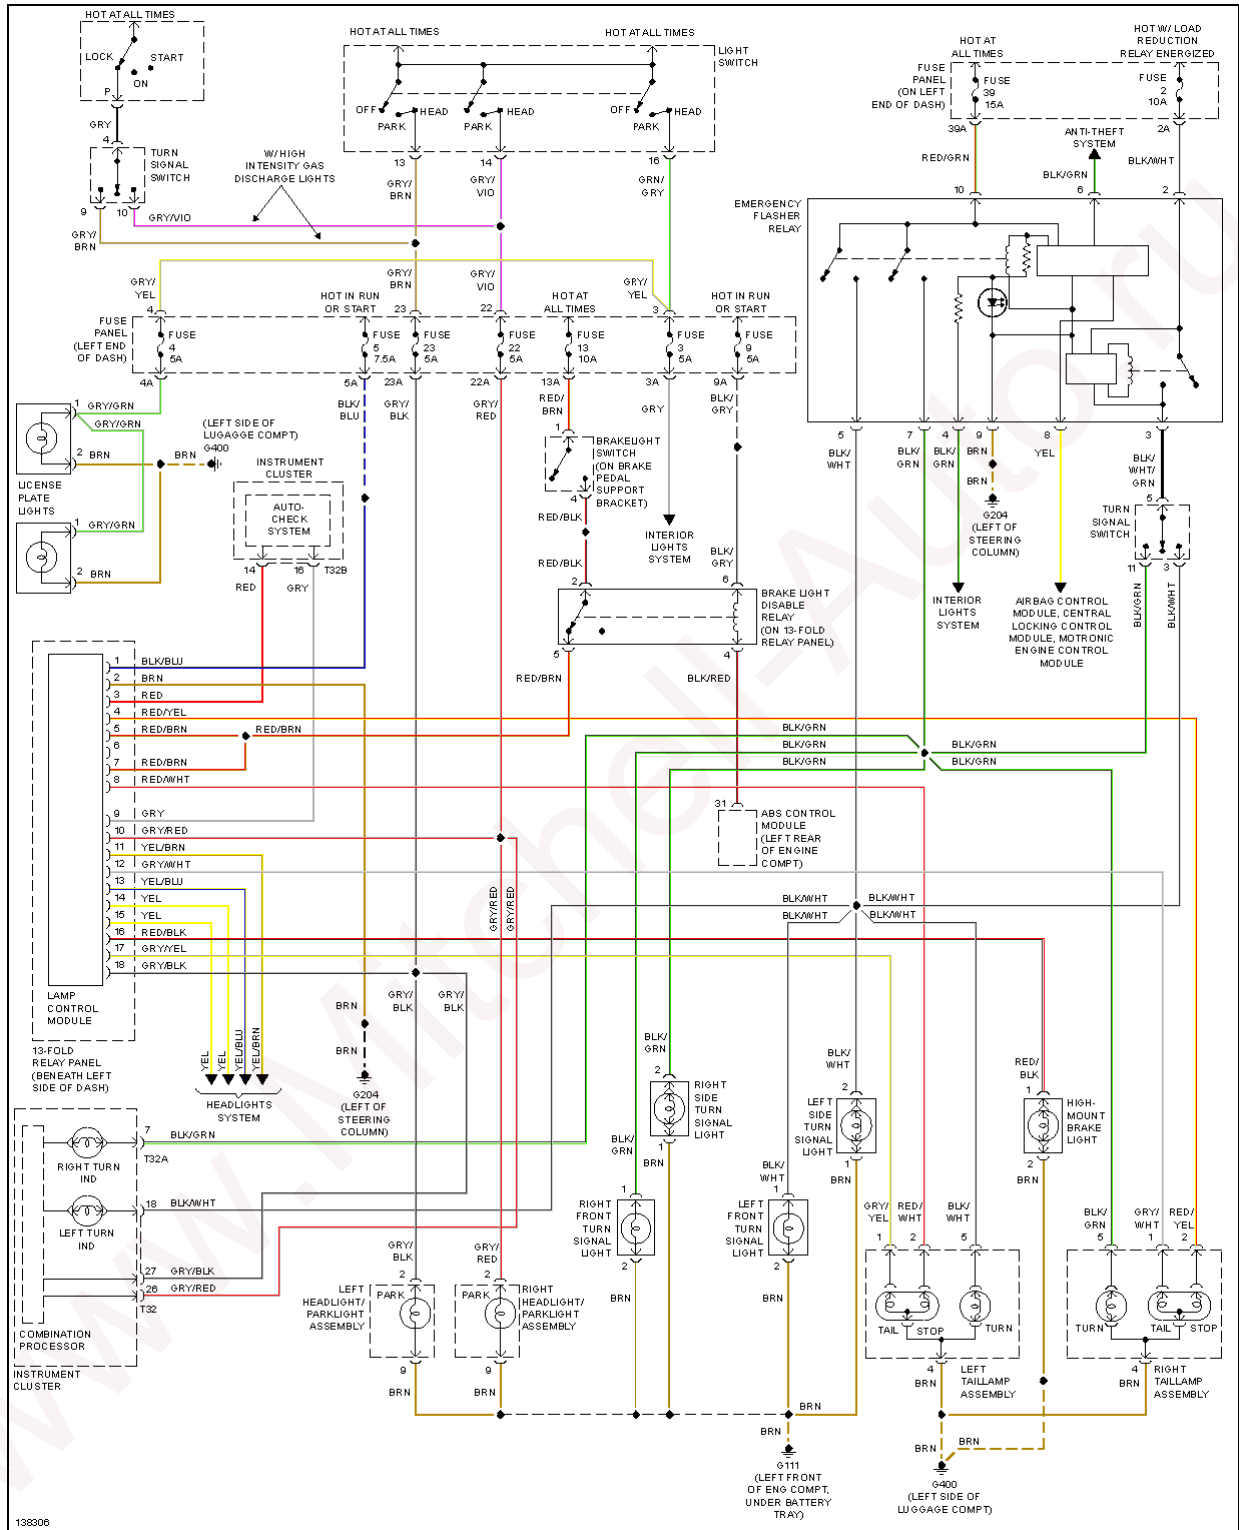 HOT AT ALL TIMES
LOCK
START
ON
P
GRY
4
TURN
SIGNAL
SWITCH
9
10
GRY/VIO
GRY/
BRN
W/HIGH
INTENSITY GAS
DISCHARGE LIGHTS
HOT AT ALL TIMES
HOT AT ALL TIMES
LIGHT
SWITCH
OFF
HEAD
PARK
HEAD
PARK
OFF
HEAD
PARK
13
14
16
GRY/
BRN
GRY/
VIO
GRN/
GRY
HOT AT
ALL TIMES
HOT W/ LOAD
REDUCTION
RELAY ENERGIZED
FUSE
PANEL
(ON LEFT
END OF DASH)
FUSE
39
15A
FUSE
2
10A
39A
2A
RED/GRN
ANTI-THEFT
SYSTEM
BLK/WHT
BLK/GRN
10
6
2
EMERGENCY
FLASHER
RELAY
GRY/
YEL
GRY/
BRN
GRY/
VIO
GRY/
YEL
HOT IN RUN
OR START
HOT AT
ALL TIMES
HOT IN RUN
OR START
4
23
22
3
FUSE
PANEL
(LEFT END
OF DASH)
FUSE
4
5A
FUSE
5
7.5A
FUSE
23
5A
FUSE
22
5A
FUSE
13
10A
FUSE
3
5A
FUSE
9
5A
4A
5A
23A
22A
13A
3A
9A
GRY/GRN
BLK/
BLU
GRY/
BLK
GRY/
RED
RED/
BRN
GRY
BLK/
GRY
1
GRY/GRN
2
BRN
BRN
LICENSE
PLATE
LIGHTS
1
GRY/GRN
2
BRN
(LEFT SIDE OF
LUGAGGE COMPT)
G400
INSTRUMENT
CLUSTER
AUTO-
CHECK
SYSTEM
14
16
T32B
RED
GRY
1
BRAKELIGHT
SWITCH
(ON BRAKE
PEDAL
SUPPORT
BRACKET)
4
RED/BLK
RED/BLK
INTERIOR
LIGHTS
SYSTEM
BLK/
GRY
2
6
BRAKE LIGHT
DISABLE
RELAY
(ON 13-FOLD
RELAY PANEL)
5
4
RED/BRN
BLK/RED
5
7
4
9
8
3
BLK/
WHT
BLK/
GRN
BLK/
GRN
BRN
YEL
BLK/
WHT/
GRN
BRN
G204
(LEFT OF
STEERING
COLUMN)
5
TURN
SIGNAL
SWITCH
11
3
BLK/GRN
BLK/WHT
INTERIOR
LIGHTS
SYSTEM
AIRBAG CONTROL
MODULE, CENTRAL
LOCKING CONTROL
MODULE, MOTRONIC
ENGINE CONTROL
MODULE
1
BLK/BLU
2
BRN
3
RED
4
RED/YEL
5
RED/BRN
RED/BRN
6
7
RED/BRN
8
RED/WHT
9
GRY
10
GRY/RED
11
YEL/BRN
12
GRY/WHT
13
YEL/BLU
14
YEL
15
YEL
16
RED/BLK
17
GRY/YEL
18
GRY/BLK
LAMP
CONTROL
MODULE
13-FOLD
RELAY PANEL
(BENEATH LEFT
SIDE OF DASH)
YEL
YEL
YEL/BLU
YEL/BRN
HEADLIGHTS
SYSTEM
BRN
BRN
G204
(LEFT OF
STEERING
COLUMN)
GRY/
BLK
GRY/
BLK
GRY/RED
GRY/RED
BLK/GRN
BLK/GRN
BLK/GRN
BLK/GRN
BLK/GRN
31
ABS CONTROL
MODULE
(LEFT REAR
OF ENGINE
COMPT)
BLK/WHT
BLK/WHT
BLK/WHT
BLK/WHT
7
BLK/GRN
T32A
RIGHT TURN
IND
18
BLK/WHT
LEFT TURN
IND
27
GRY/BLK
26
GRY/RED
T32
COMBINATION
PROCESSOR
INSTRUMENT
CLUSTER
GRY/
BLK
GRY/
RED
2
2
LEFT
HEADLIGHT/
PARKLIGHT
ASSEMBLY
PARK
PARK
RIGHT
HEADLIGHT/
PARKLIGHT
ASSEMBLY
9
9
BRN
BRN
BLK/
GRN
2
RIGHT
SIDE
TURN
SIGNAL
LIGHT
1
BRN
BLK/
GRN
1
RIGHT
FRONT
TURN
SIGNAL
LIGHT
2
BRN
BLK/
WHT
1
LEFT
FRONT
TURN
SIGNAL
LIGHT
2
BRN
BLK/
WHT
2
LEFT
SIDE
TURN
SIGNAL
LIGHT
1
BRN
BRN
BRN
G111
(LEFT FRONT
OF ENG COMPT,
UNDER BATTERY
TRAY)
RED/
BLK
1
HIGH-
MOUNT
BRAKE
LIGHT
2
BRN
GRY/
YEL
RED/
WHT
BLK/
WHT
1
2
5
TAIL
STOP
TURN
4
LEFT
TAILLAMP
ASSEMBLY
BRN
BLK/
GRN
GRY/
WHT
RED/
YEL
5
1
2
TURN
TAIL
STOP
4
RIGHT
TAILLAMP
ASSEMBLY
BRN
BRN
BRN
G400
(LEFT SIDE OF
LUGGAGE COMPT)
138306
www.Mitchell-Auto.ru